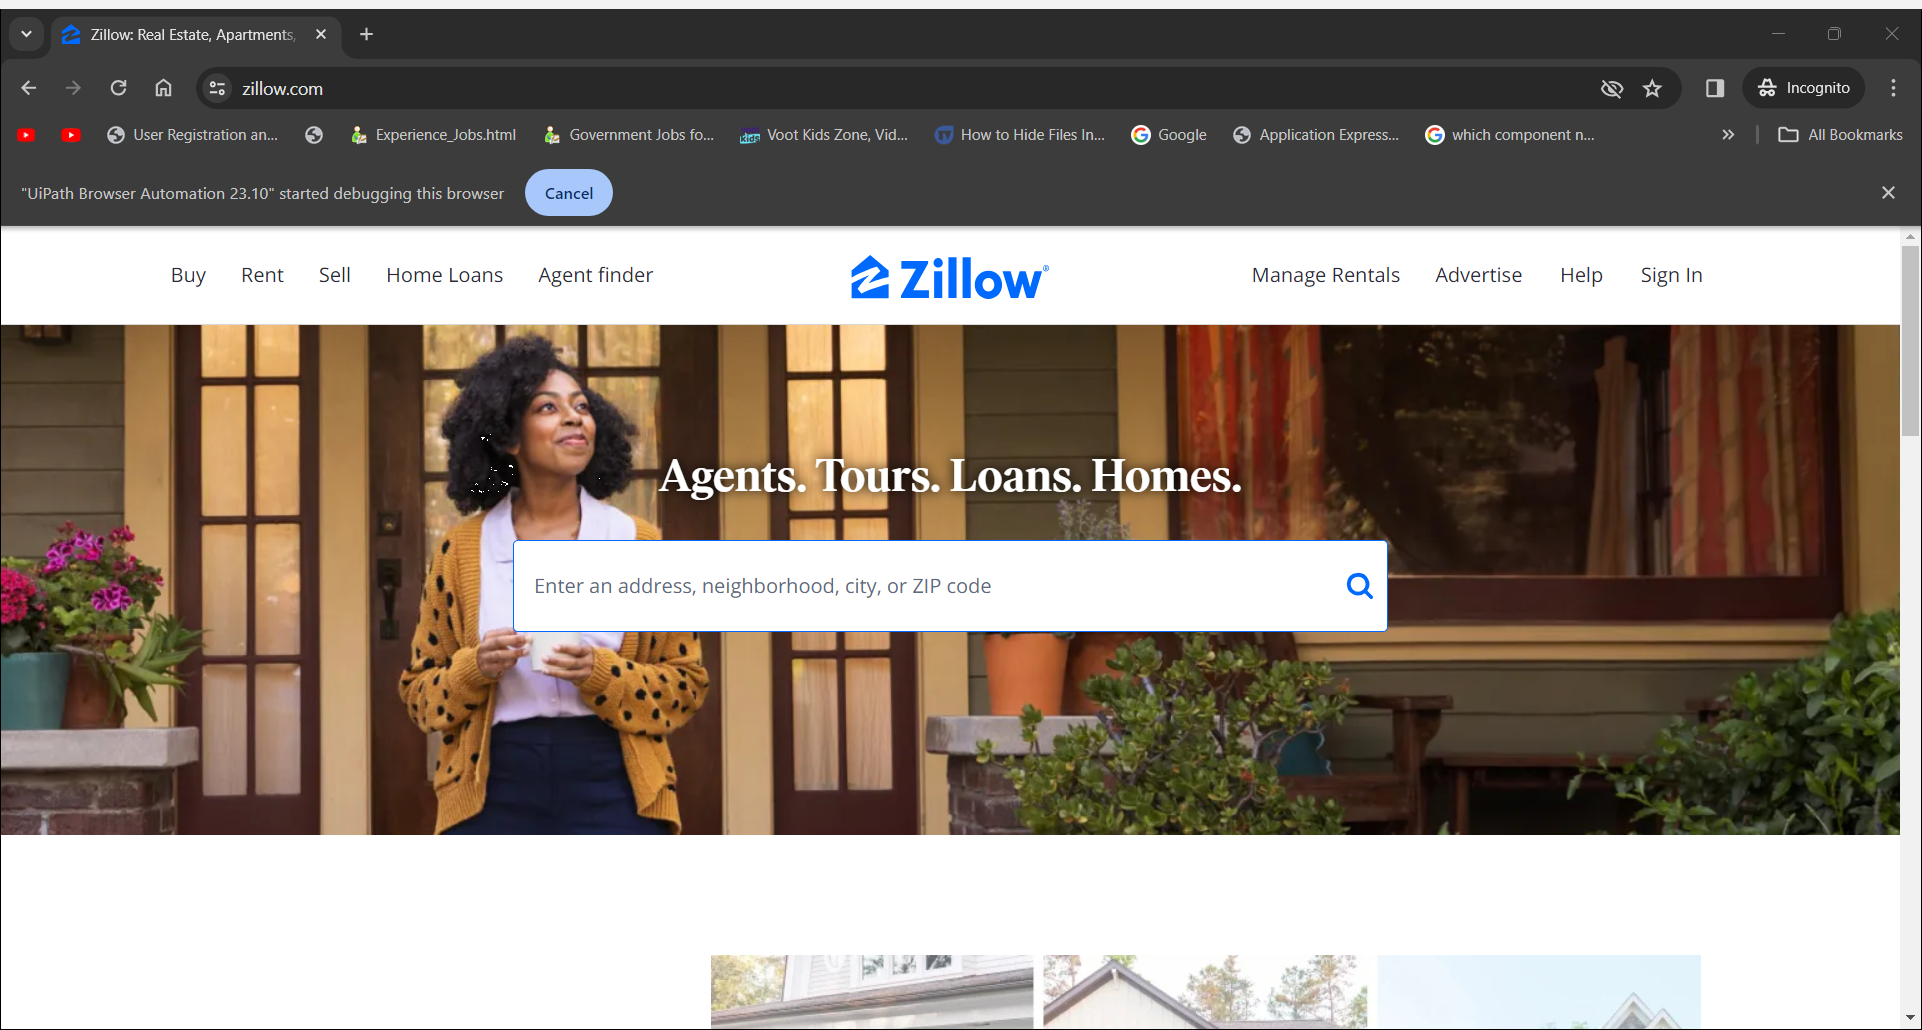 Zillow: Real Estate, Apartments,
zillow.com
Incognito
User Registration an...
Experience_Jobs.html
Government Jobs fo...
Voot Kids Zone, Vid...
How to Hide Files In...
Google
Application Express...
which component n...
All Bookmarks
"UiPath Browser Automation 23.10" started debugging this browser
Cancel
Buy
Rent
Sell
Home Loans
Agent finder
Zillow®
Manage Rentals
Advertise
Help
Sign In
Agents. Tours. Loans. Homes.
Enter an address, neighborhood, city, or ZIP code